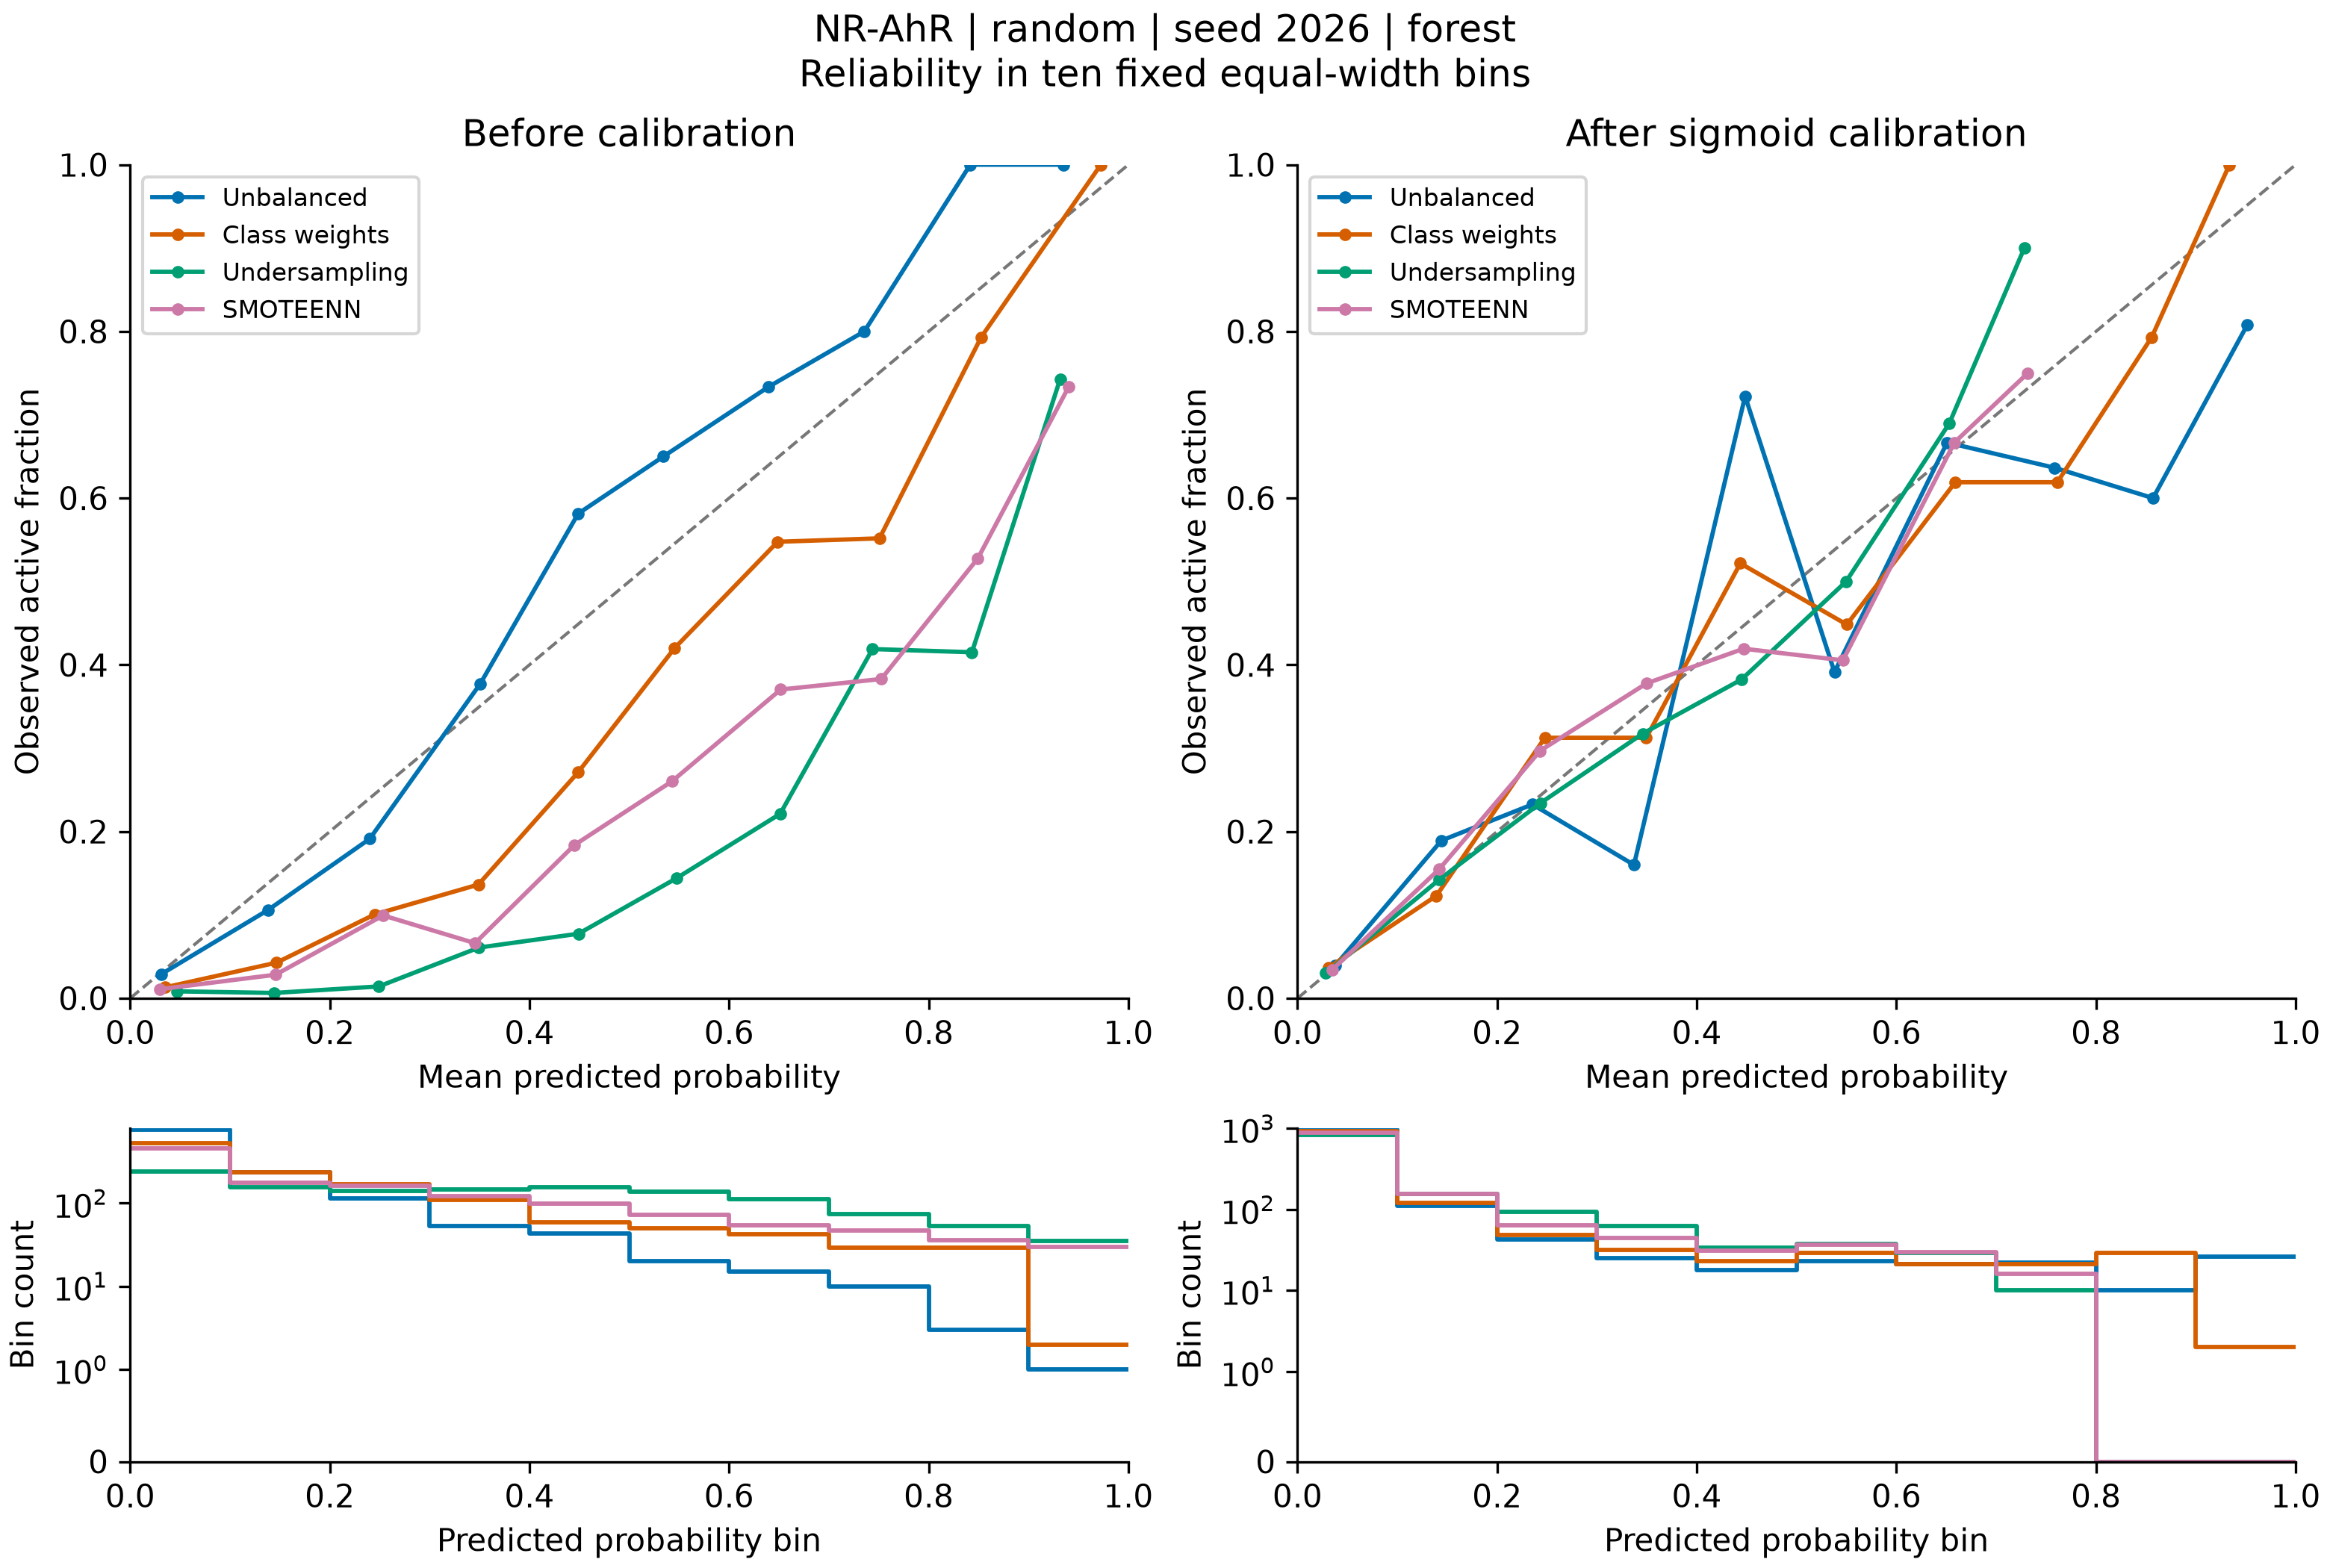 NR-AhR | random | seed 2026 | forest
Reliability in ten fixed equal-width bins
Before calibration
1.0
0.8
0.6
0.4
0.2
0.0
Observed active fraction
Unbalanced
Class weights
Undersampling
SMOTEENN
0.0 0.2 0.4 0.6 0.8 1.0
Mean predicted probability
After sigmoid calibration
1.0
0.8
0.6
0.4
0.2
0.0
Observed active fraction
Unbalanced
Class weights
Undersampling
SMOTEENN
0.0 0.2 0.4 0.6 0.8 1.0
Mean predicted probability
10²
10¹
10⁰
0
Bin count
0.0 0.2 0.4 0.6 0.8 1.0
Predicted probability bin
10³
10²
10¹
10⁰
0
Bin count
0.0 0.2 0.4 0.6 0.8 1.0
Predicted probability bin